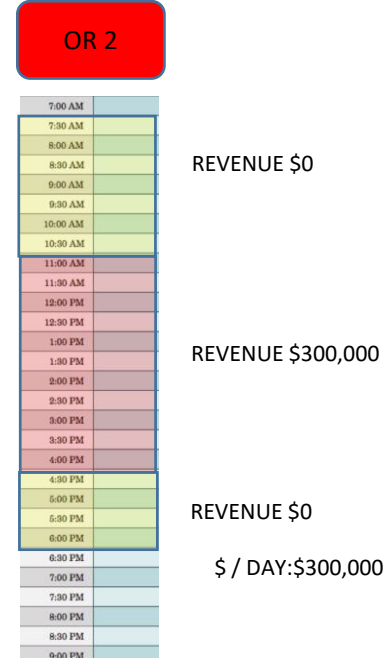 OR 2
7:00 AM
7:30 AM
8:00 AM
8:30 AM
REVENUE $0
9:00 AM
9:30 AM
10:00 AM
10:30 AM
11:00 AM
11:30 AM
12:00 PM
12:30 PM
1:00 PM
REVENUE $300,000
1:30 PM
2:00 PM
2:30 PM
3:00 PM
3:30 PM
4:00 PM
4:30 PM
5:00 PM
REVENUE $0
5:30 PM
6:00 PM
6:30 PM
$ / DAY:$300,000
7:00 PM
7:30 PM
8:00 PM
8:30 PM
9:00 PM